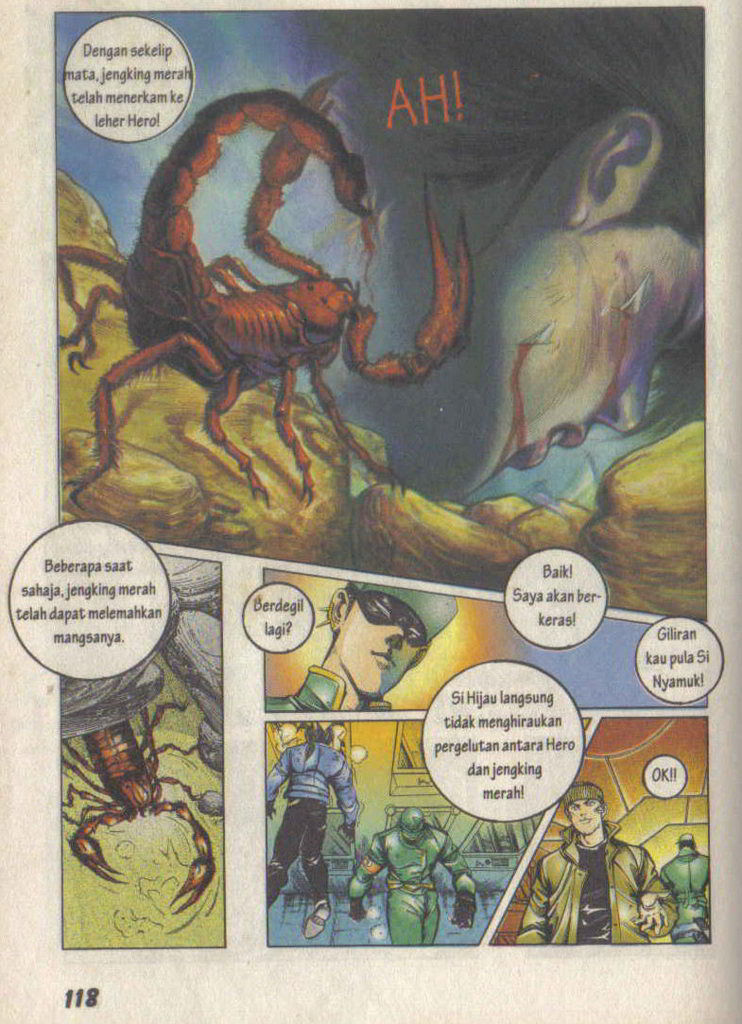 Dengan sekelip
mata, jengking merah
telah menerkam ke
leher Hero!
AH!
Beberapa saat
sahaja, jengking merah
telah dapat melemahkan
mangsanya.
Berdegil
lagi?
Baik!
Saya akan ber-
keras!
Giliran
kau pula Si
Nyamuk!
Si Hijau langsung
tidak menghiraukan
pergelutan antara Hero
dan jengking
merah!
OK!!
118